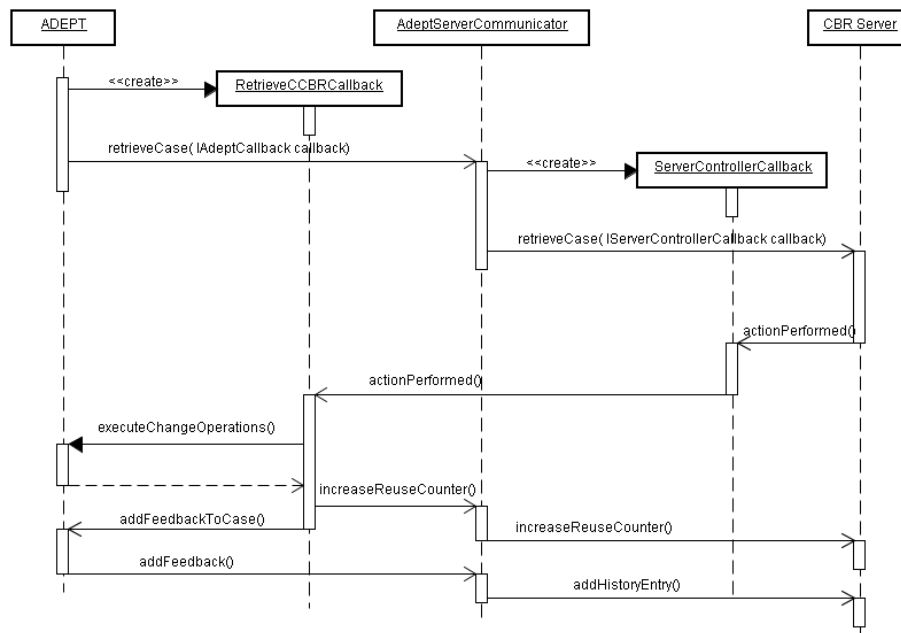 ADEPT
AdeptServerCommunicator
CBR Server
<<create>>
RetrieveCCBRCallback
retrieveCase( IAdeptCallback callback)
<<create>>
ServerControllerCallback
retrieveCase( IServerControllerCallback callback)
actionPerformed()
actionPerformed()
executeChangeOperations()
increaseReuseCounter()
addFeedbackToCase()
increaseReuseCounter()
addFeedback()
addHistoryEntry()